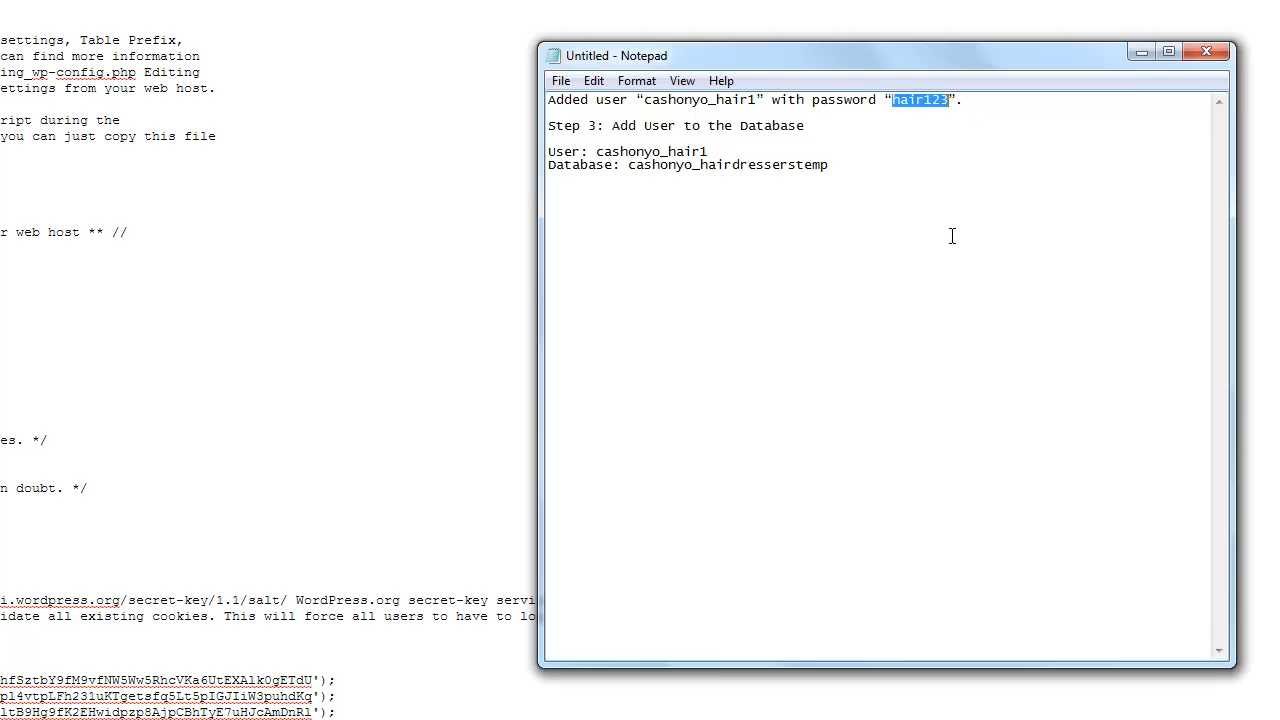 settings, Table Prefix,
can find more information
ing_wp-config.php Editing
ettings from your web host.
ript during the
you can just copy this file
r web host ** //
es. */
n doubt. */
i.wordpress.org/secret-key/1.1/salt/ WordPress.org secret-key servi
idate all existing cookies. This will force all users to have to lo
hfSztbY9fM9vfNW5Ww5RhcVKa6UtEXAlk0gETdU');
pl4vtpLFh231uKTgetsfq5Lt5pIGJIiW3puhdKq');
ltB9Hg9fK2EHwidpzp8AjpCBhTyE7uHJcAmDnRl');
Untitled - Notepad
File Edit Format View Help
Added user “cashonyo_hair1” with password “hair123”.
Step 3: Add User to the Database
User: cashonyo_hair1
Database: cashonyo_hairdresserstemp